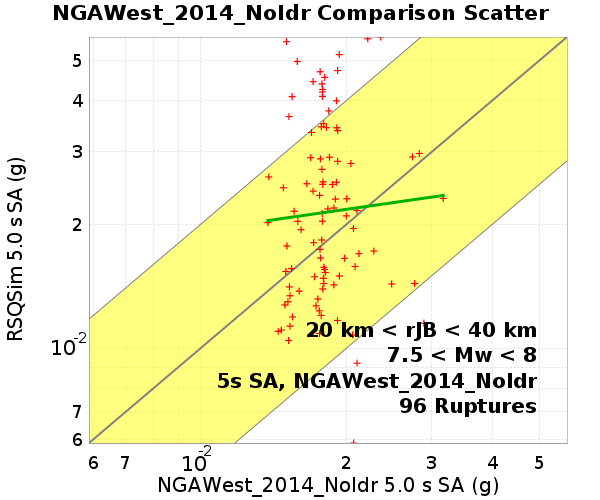 NGAWest_2014_NoIdr Comparison Scatter
RSQSim 5.0 s SA (g)
5
4
3
2
10-2
7
6
20 km < rJB < 40 km
7.5 < Mw < 8
5s SA, NGAWest_2014_NoIdr
96 Ruptures
6 7 10-2 2 3 4 5
NGAWest_2014_NoIdr 5.0 s SA (g)